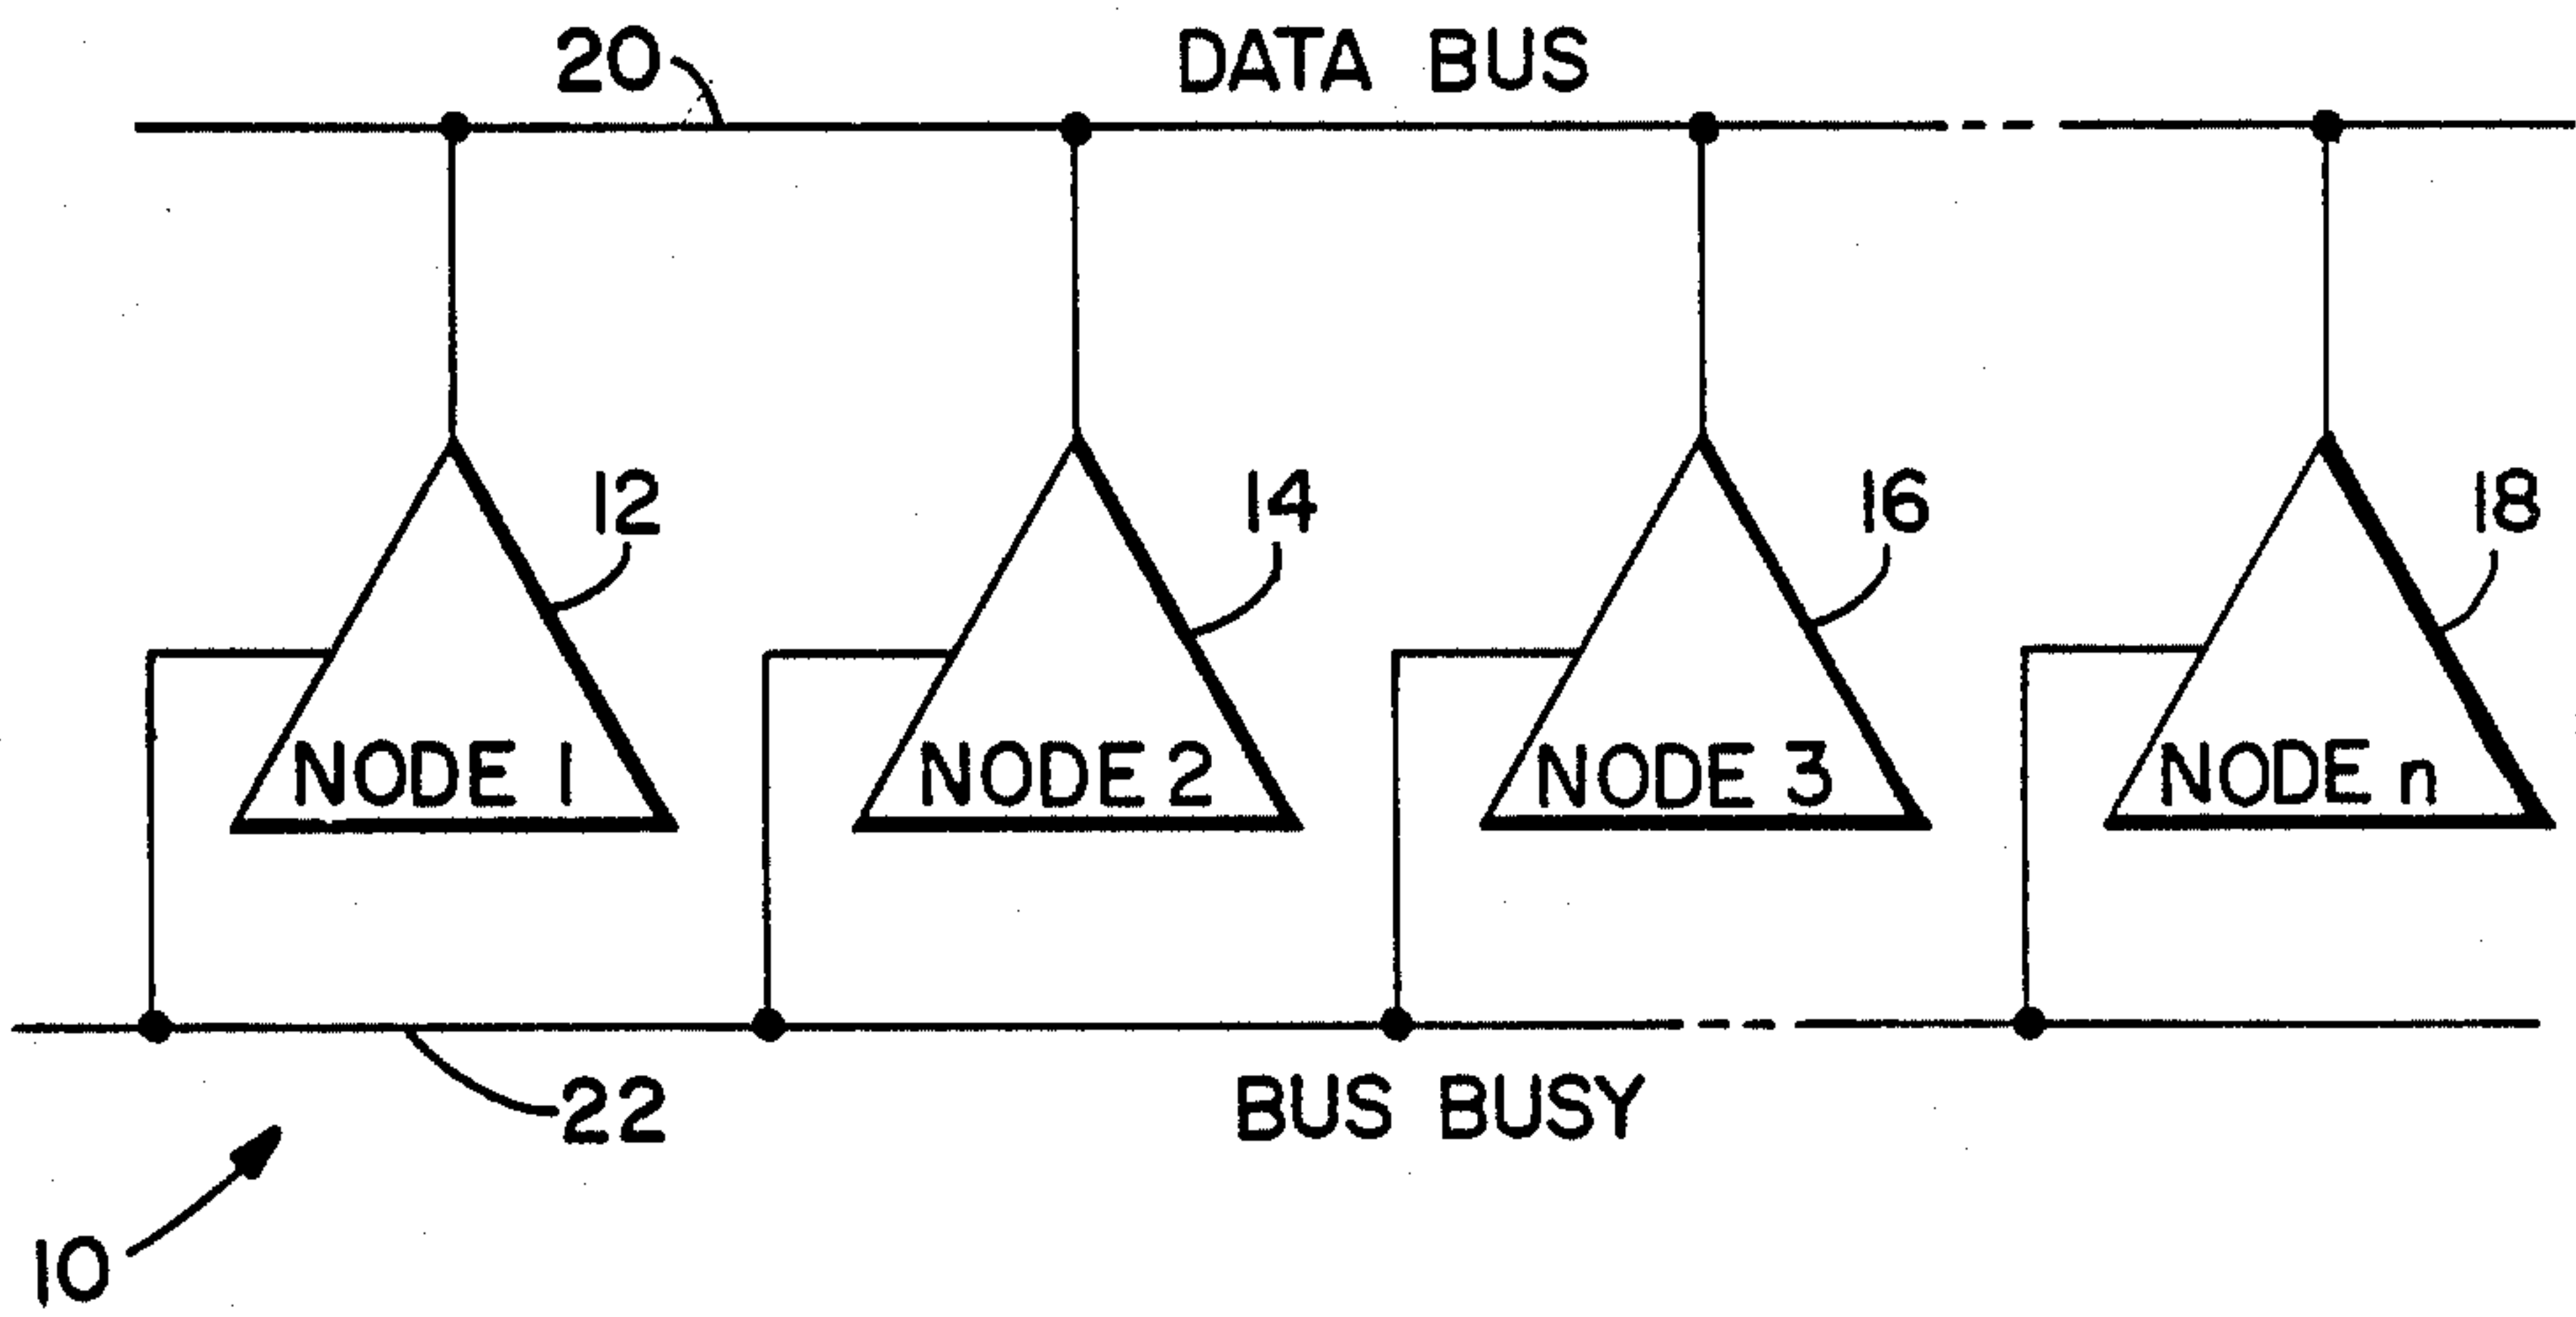 20
DATA BUS
12
14
16
18
NODE 1
NODE 2
NODE 3
NODE n
22
BUS BUSY
10